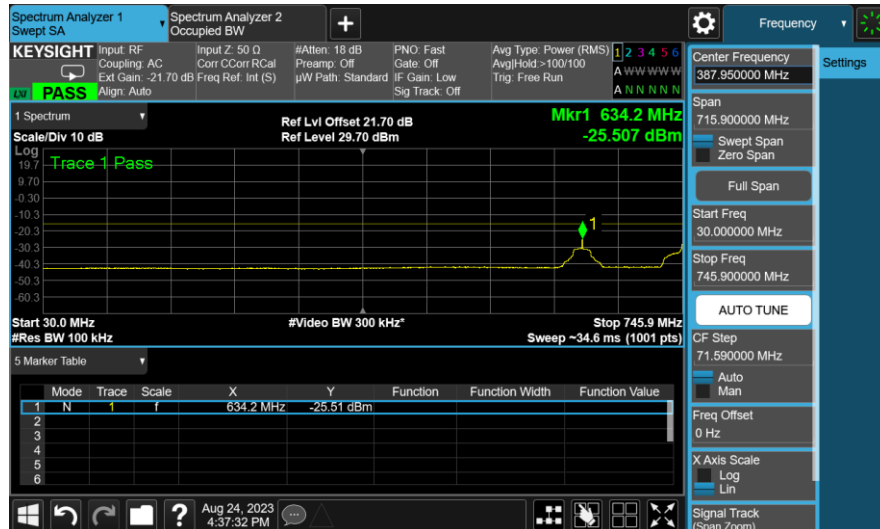 Spectrum Analyzer 1
Swept SA
Spectrum Analyzer 2
Occupied BW
Frequency
KEYSIGHT
Input: RF
Coupling: AC
Ext Gain: -21.70 dB
Align: Auto
Input Z: 50 Ω
Corr CCorr RCal
Freq Ref: Int (S)
#Atten: 18 dB
Preamp: Off
µW Path: Standard
PNO: Fast
Gate: Off
IF Gain: Low
Sig Track: Off
Avg Type: Power (RMS)
Avg|Hold:>100/100
Trig: Free Run
1 2 3 4 5 6
A W W W W W
A N N N N N
LXI PASS
1 Spectrum
Scale/Div 10 dB
Ref Lvl Offset 21.70 dB
Ref Level 29.70 dBm
Mkr1 634.2 MHz
-25.507 dBm
Log
Trace 1 Pass
19.7
9.70
-0.30
-10.3
-20.3
-30.3
-40.3
-50.3
-60.3
1
Start 30.0 MHz
#Res BW 100 kHz
#Video BW 300 kHz*
Stop 745.9 MHz
Sweep ~34.6 ms (1001 pts)
5 Marker Table
Mode Trace Scale X Y Function Function Width Function Value
1 N 1 f 634.2 MHz -25.51 dBm
2
3
4
5
6
Aug 24, 2023
4:37:32 PM
Center Frequency
387.950000 MHz
Settings
Span
715.900000 MHz
Swept Span
Zero Span
Full Span
Start Freq
30.000000 MHz
Stop Freq
745.900000 MHz
AUTO TUNE
CF Step
71.590000 MHz
Auto
Man
Freq Offset
0 Hz
X Axis Scale
Log
Lin
Signal Track
(Span Zoom)